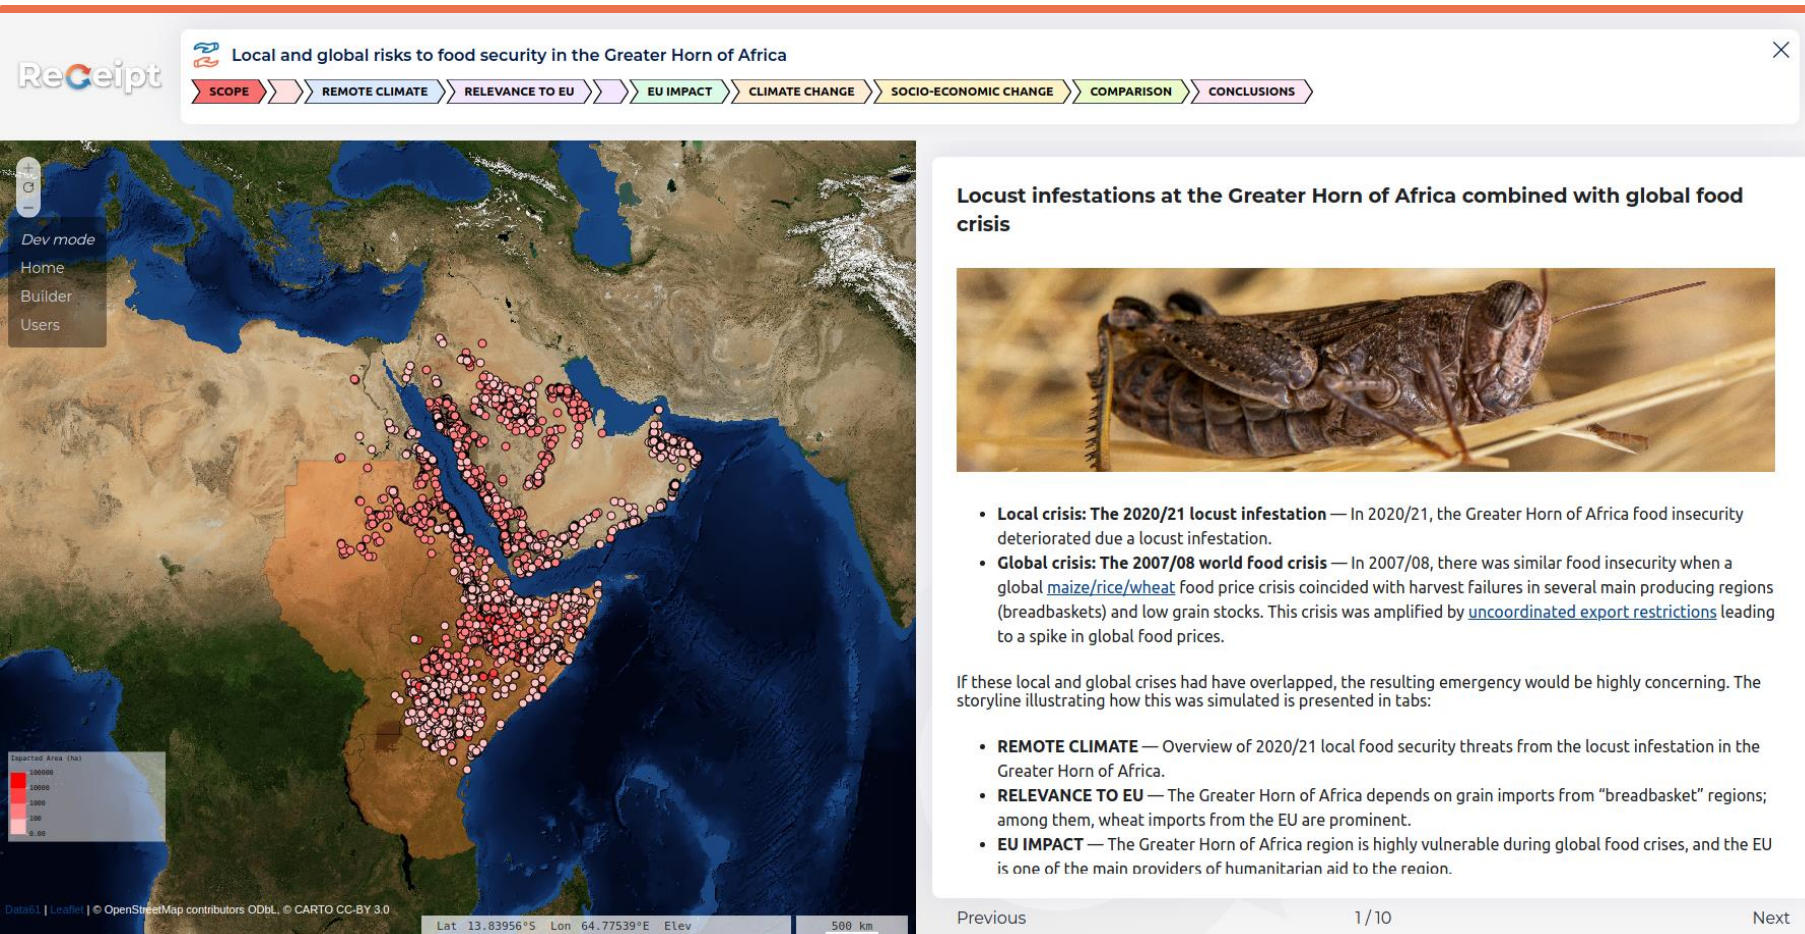 ReCeipt
Local and global risks to food security in the Greater Horn of Africa
SCOPE
REMOTE CLIMATE
RELEVANCE TO EU
EU IMPACT
CLIMATE CHANGE
SOCIO-ECONOMIC CHANGE
COMPARISON
CONCLUSIONS
+
−
Dev mode
Home
Builder
Users
Impacted Area (ha)
100000
10000
1000
100
0.00
Data61 | Leaflet | © OpenStreetMap contributors ODbL, © CARTO CC-BY 3.0
Lat 13.83956°S Lon 64.77539°E Elev
500 km
Locust infestations at the Greater Horn of Africa combined with global food
crisis
• Local crisis: The 2020/21 locust infestation — In 2020/21, the Greater Horn of Africa food insecurity
deteriorated due a locust infestation.
• Global crisis: The 2007/08 world food crisis — In 2007/08, there was similar food insecurity when a
global maize/rice/wheat food price crisis coincided with harvest failures in several main producing regions
(breadbaskets) and low grain stocks. This crisis was amplified by uncoordinated export restrictions leading
to a spike in global food prices.
If these local and global crises had have overlapped, the resulting emergency would be highly concerning. The
storyline illustrating how this was simulated is presented in tabs:
• REMOTE CLIMATE — Overview of 2020/21 local food security threats from the locust infestation in the
Greater Horn of Africa.
• RELEVANCE TO EU — The Greater Horn of Africa depends on grain imports from “breadbasket” regions;
among them, wheat imports from the EU are prominent.
• EU IMPACT — The Greater Horn of Africa region is highly vulnerable during global food crises, and the EU
is one of the main providers of humanitarian aid to the region.
Previous
1 / 10
Next